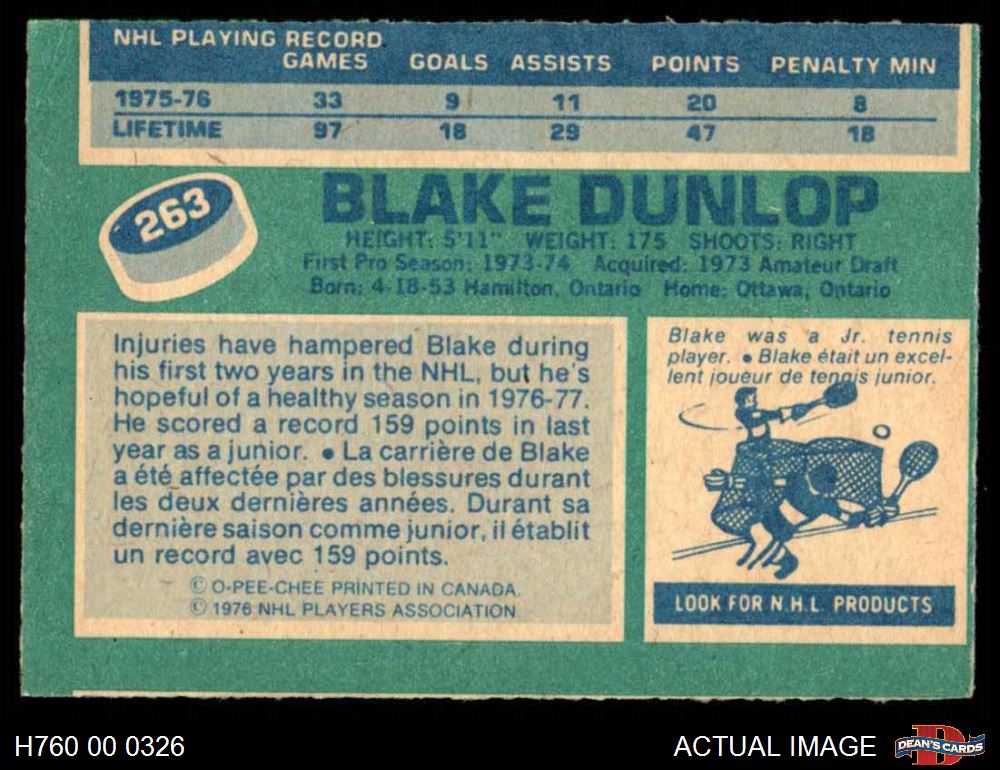 NHL PLAYING RECORD
GAMES GOALS ASSISTS POINTS PENALTY MIN
1975-76 33 9 11 20 8
LIFETIME 97 18 29 47 18
263
BLAKE DUNLOP
HEIGHT: 5'11" WEIGHT: 175 SHOOTS: RIGHT
First Pro Season: 1973-74 Acquired: 1973 Amateur Draft
Born: 4-18-53 Hamilton, Ontario Home: Ottawa, Ontario
Injuries have hampered Blake during
his first two years in the NHL, but he's
hopeful of a healthy season in 1976-77.
He scored a record 159 points in last
year as a junior. • La carrière de Blake
a été affectée par des blessures durant
les deux dernières années. Durant sa
dernière saison comme junior, il établit
un record avec 159 points.
© O-PEE-CHEE PRINTED IN CANADA.
© 1976 NHL PLAYERS ASSOCIATION
Blake was a Jr. tennis
player. • Blake était un excel-
lent joueur de tennis junior.
LOOK FOR N.H.L. PRODUCTS
H760 00 0326
ACTUAL IMAGE
D
DEAN'S CARDS